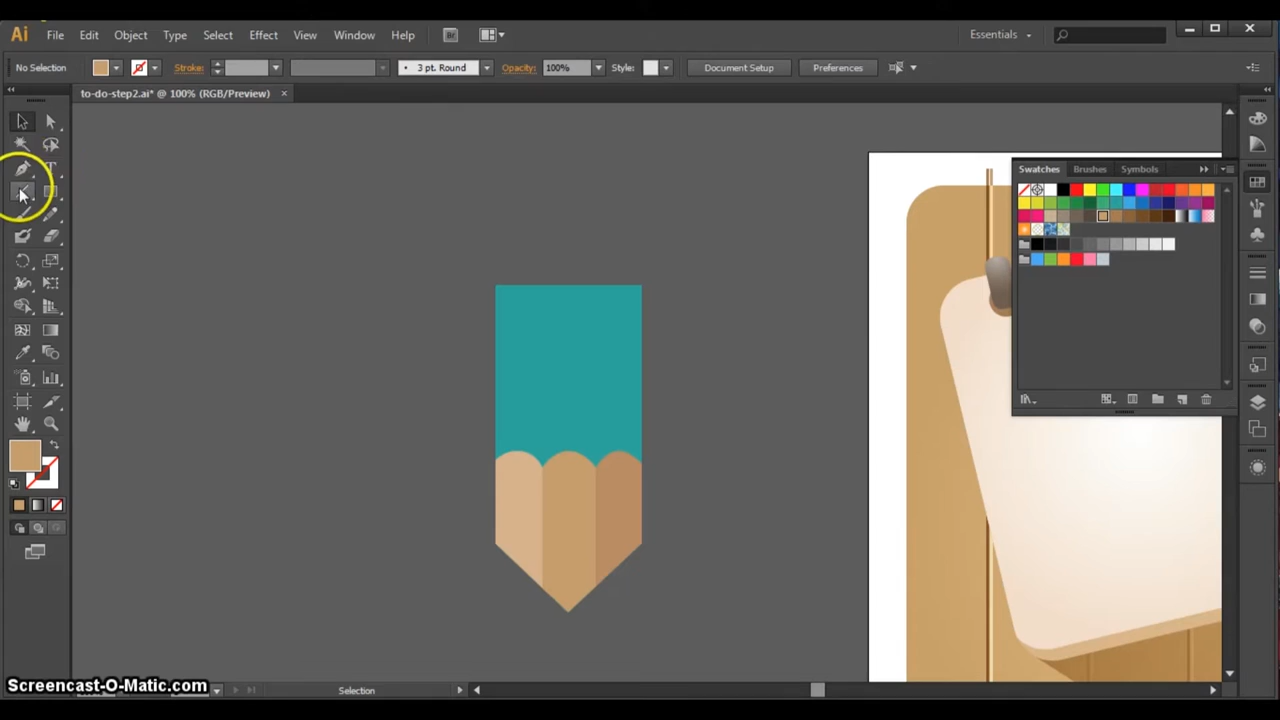 Ai File Edit Object Type Select Effect View Window Help Br Essentials
No Selection Stroke: 3 pt. Round Opacity: 100% Style: Document Setup Preferences
to-do-step2.ai* @ 100% (RGB/Preview) ×
T
Swatches Brushes Symbols
Screencast-O-Matic.com Selection